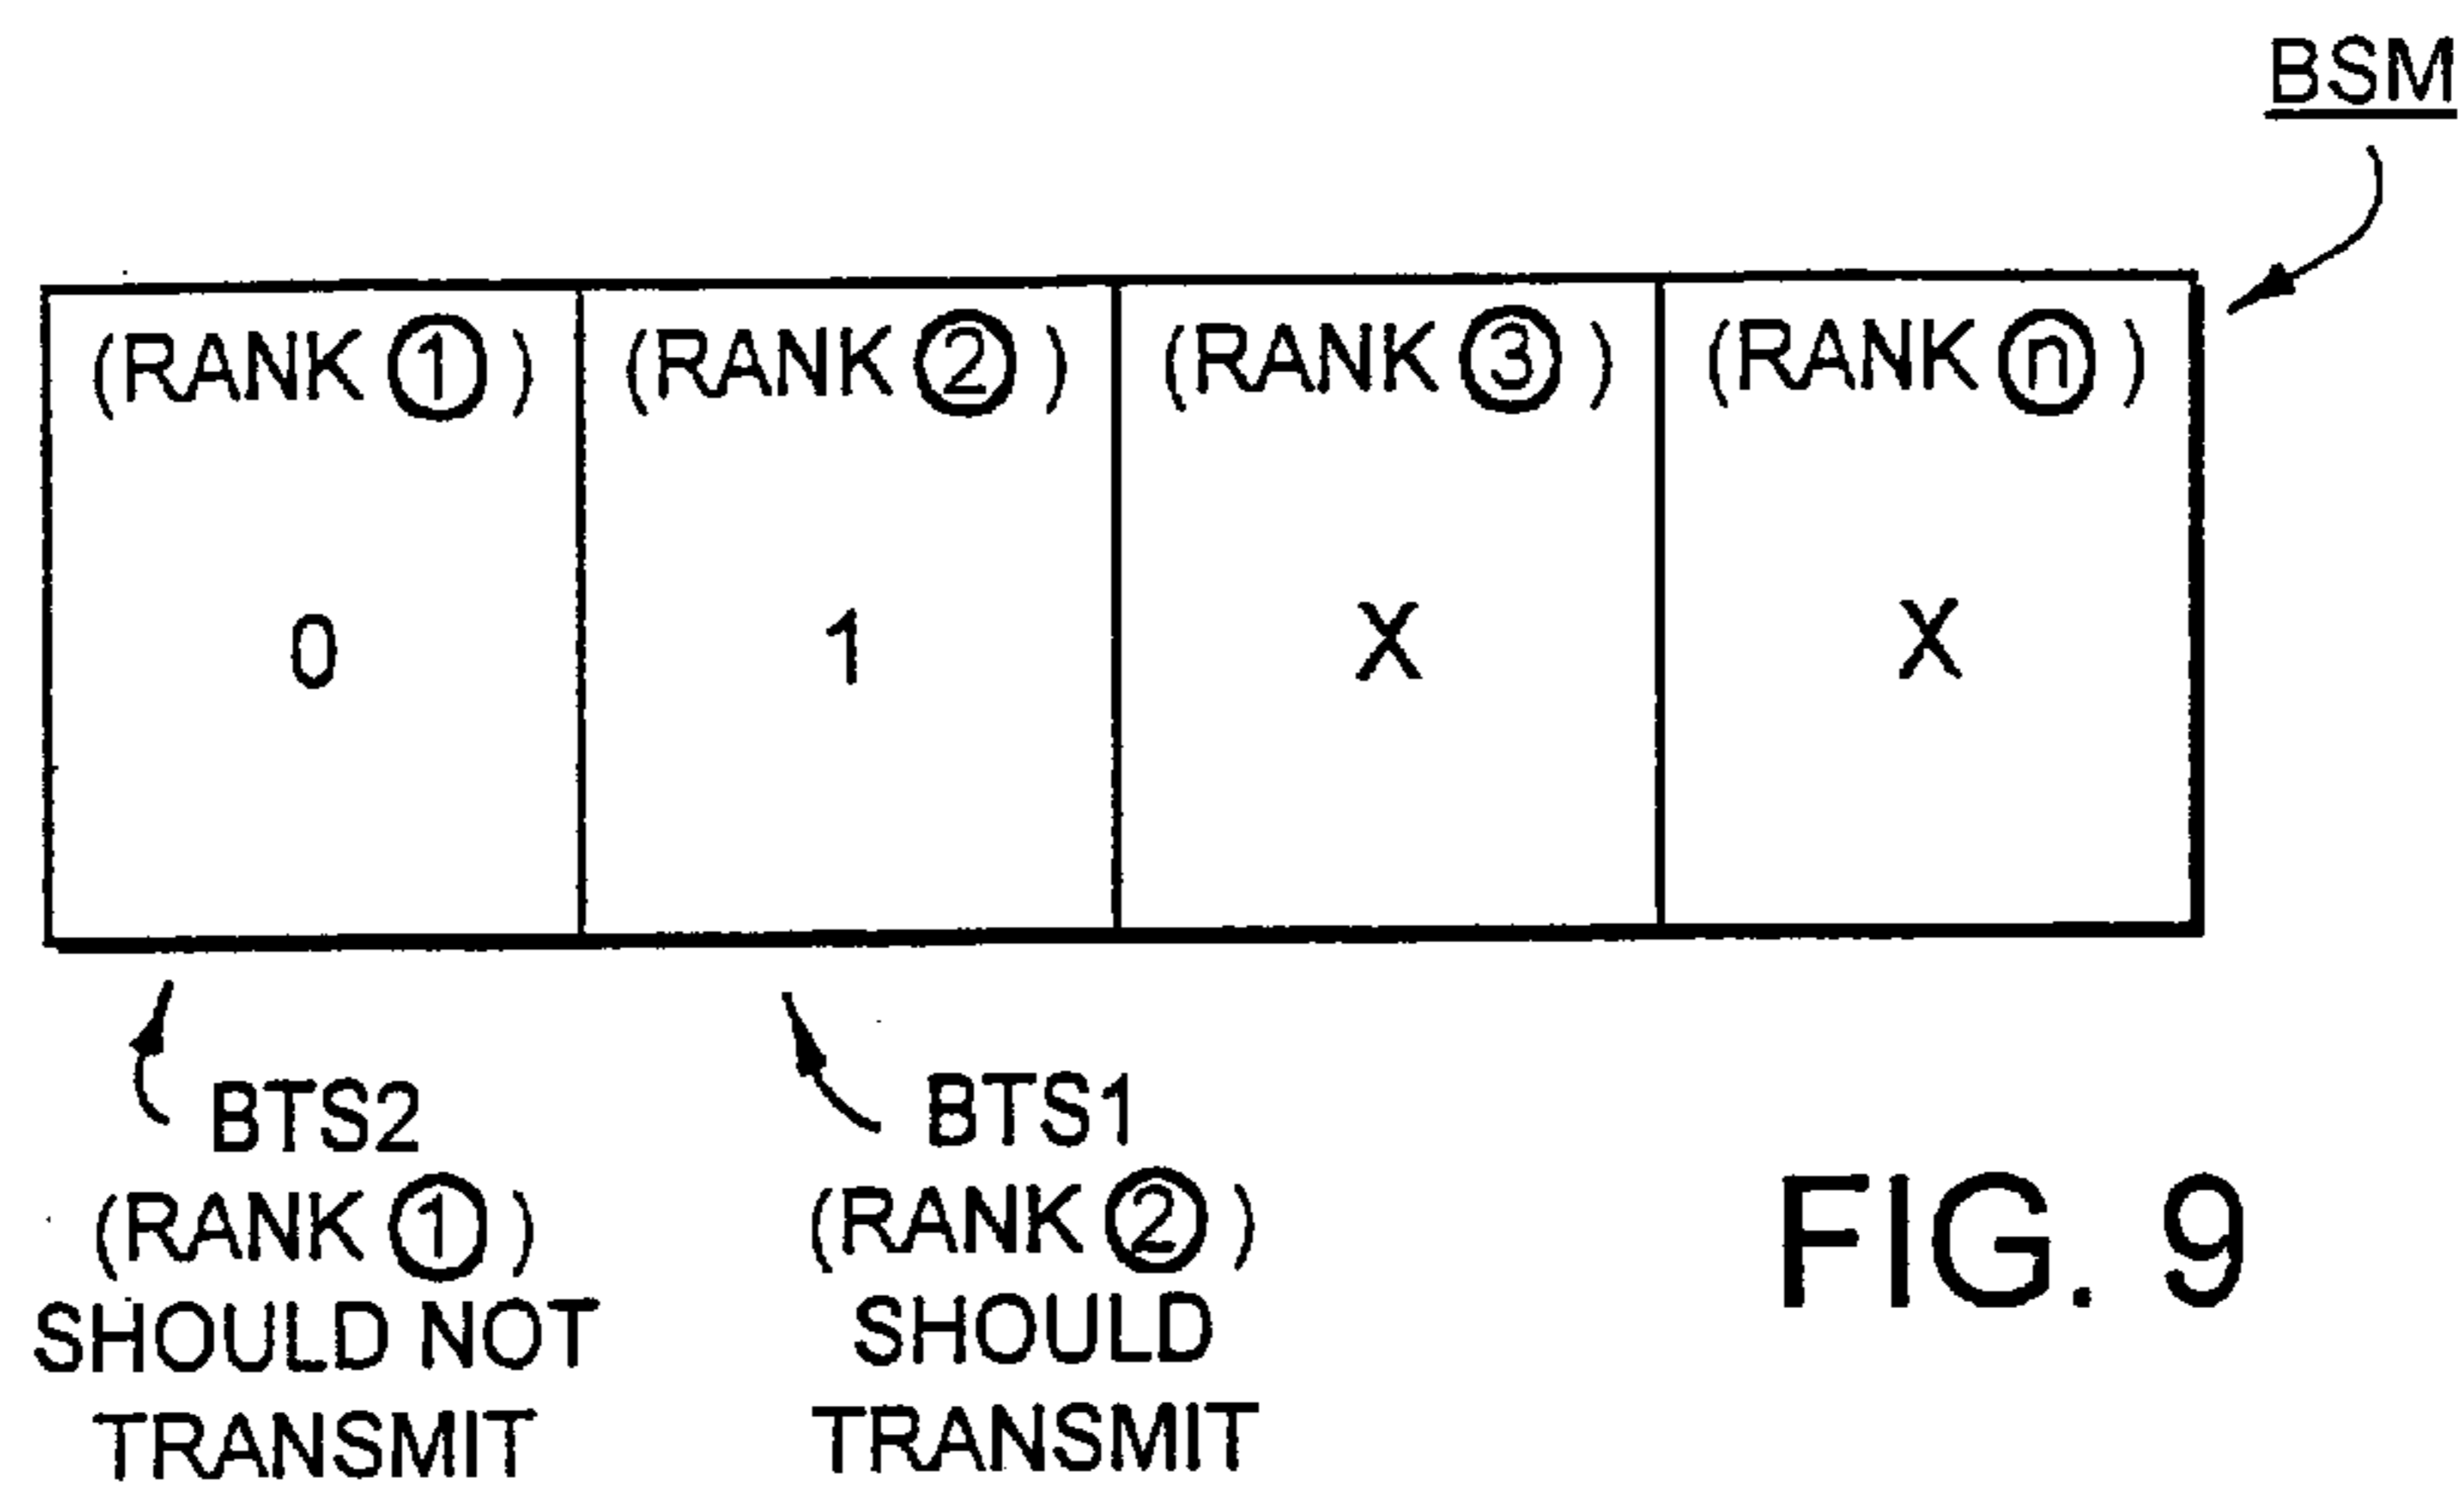 BSM
(RANK ①) (RANK ②) (RANK ③) (RANK ⓝ)
0 1 X X
BTS2 BTS1
(RANK ①) (RANK ②)
SHOULD NOT SHOULD
TRANSMIT TRANSMIT
FIG. 9